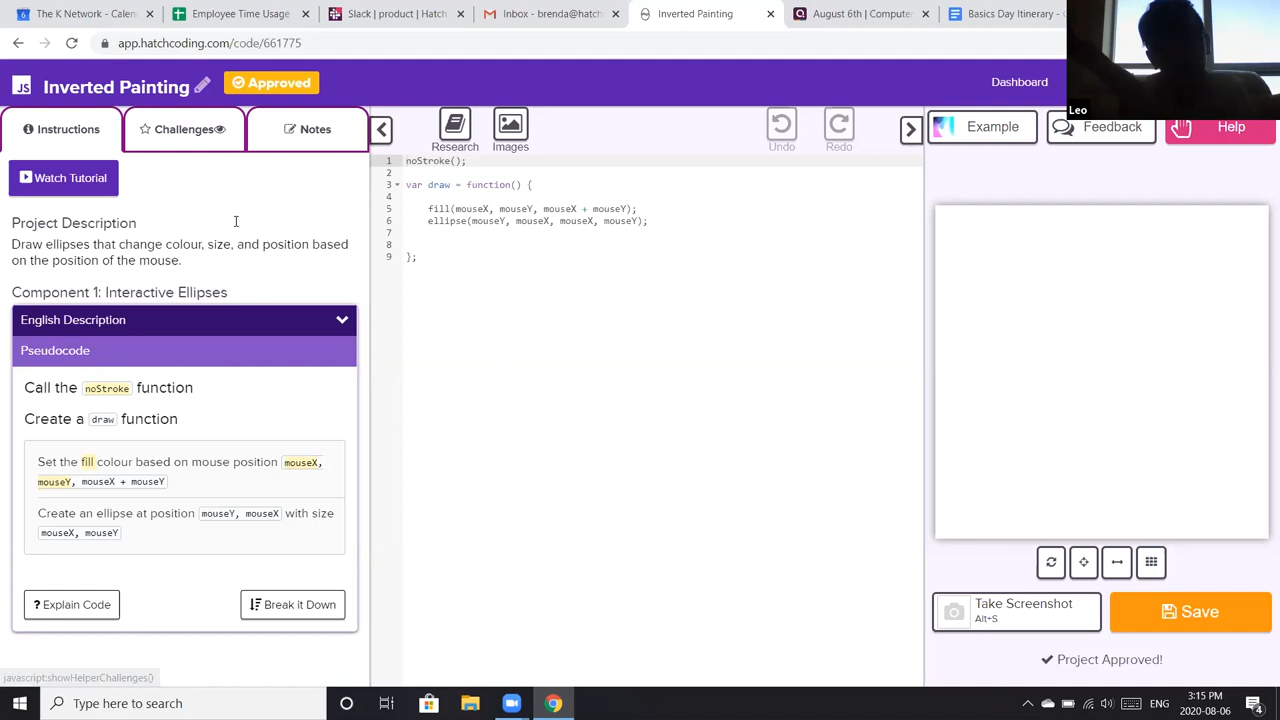 The K Network - Calen
Employee Time Usage
Slack | product | Hatch
Inbox - brenda@hatch
Inverted Painting
August 6th | Computer
Basics Day Itinerary -
app.hatchcoding.com/code/661775
JS Inverted Painting Approved
Dashboard
Leo
Instructions Challenges Notes
Research Images Undo Redo
Example Feedback Help
Watch Tutorial
Project Description
Draw ellipses that change colour, size, and position based
on the position of the mouse.
Component 1: Interactive Ellipses
English Description
Pseudocode
Call the noStroke function
Create a draw function
Set the fill colour based on mouse position mouseX,
mouseY, mouseX + mouseY
Create an ellipse at position mouseY, mouseX with size
mouseX, mouseY
? Explain Code Break it Down
javascript:showHelperChallenges()
1 noStroke();
2
3 var draw = function() {
4
5 fill(mouseX, mouseY, mouseX + mouseY);
6 ellipse(mouseY, mouseX, mouseX, mouseY);
7
8
9 };
Take Screenshot
Alt+S
Save
Project Approved!
Type here to search
ENG
3:15 PM
2020-08-06
4